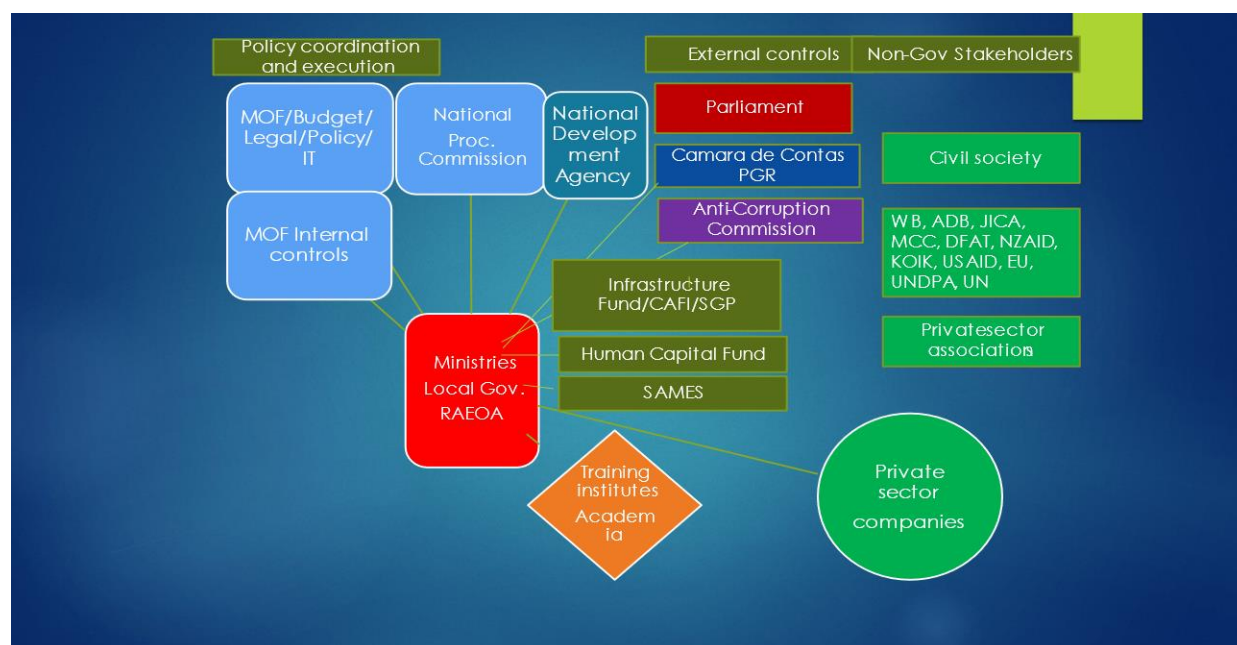 Policy coordination
and execution
External controls
Non-Gov Stakeholders
MOF/Budget/
Legal/Policy/
IT
National
Proc.
Commission
National
Develop
ment
Agency
Parliament
Camara de Contas
PGR
Civil society
MOF Internal
controls
Anti-Corruption
Commission
WB, ADB, JICA,
MCC, DFAT, NZAID,
KOIK, USAID, EU,
UNDPA, UN
Infrastructure
Fund/CAFI/SGP
Privatesector
associations
Human Capital Fund
Ministries
Local Gov.
RAEOA
SAMES
Training
institutes
Academ
ia
Private
sector
companies